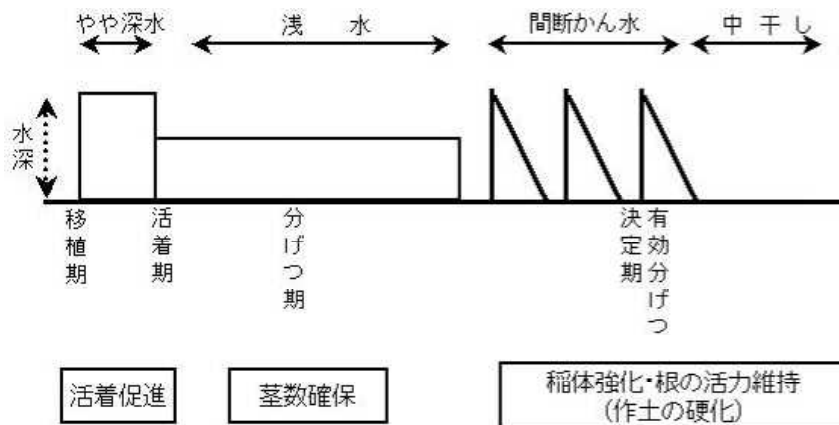 やや深水
浅 水
間断かん水
中 干 し
水深
移植期
活着期
分げつ期
有効分げつ
決定期
活着促進
茎数確保
稲体強化・根の活力維持
(作土の硬化)